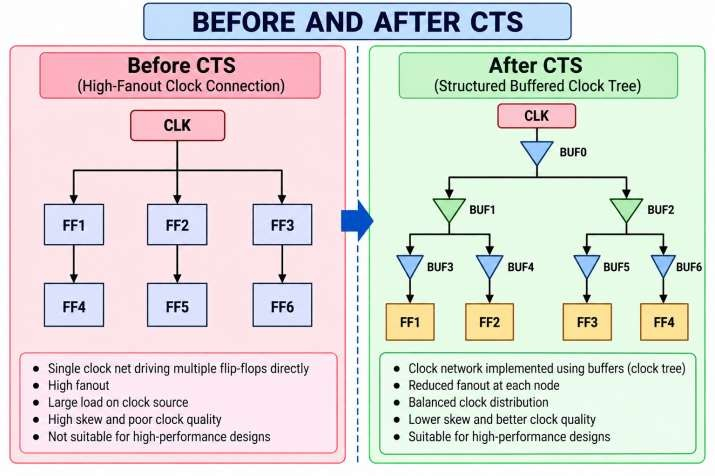 BEFORE AND AFTER CTS
Before CTS
(High-Fanout Clock Connection)
CLK
FF1 FF2 FF3
FF4 FF5 FF6
• Single clock net driving multiple flip-flops directly
• High fanout
• Large load on clock source
• High skew and poor clock quality
• Not suitable for high-performance designs
After CTS
(Structured Buffered Clock Tree)
CLK
BUF0
BUF1 BUF2
BUF3 BUF4 BUF5 BUF6
FF1 FF2 FF3 FF4
• Clock network implemented using buffers (clock tree)
• Reduced fanout at each node
• Balanced clock distribution
• Lower skew and better clock quality
• Suitable for high-performance designs